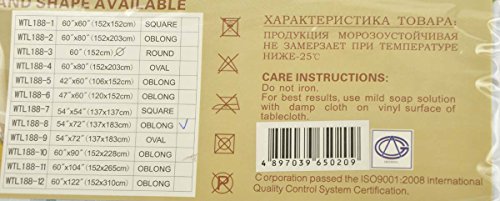 AND SHAPE AVAILABLE
WTL188-1 60"x60"(152x152cm) SQUARE
WTL188-2 60"x80"(152x203cm) OBLONG
WTL188-3 60"(152cm)Ø ROUND
WTL188-4 60"x80"(152x203cm) OVAL
WTL188-5 42"x60"(106x152cm) OBLONG
WTL188-6 47"x60"(120x152cm) OBLONG
WTL188-7 54"x54"(137x137cm) SQUARE
WTL188-8 54"x72"(137x183cm) OBLONG ✓
WTL188-9 54"x72"(137x183cm) OVAL
WTL188-10 60"x90"(152x228cm) OBLONG
WTL188-11 60"x104"(152x265cm) OBLONG
WTL188-12 60"x122"(152x310cm) OBLONG
ХАРАКТЕРИСТИКА ТОВАРА:
ПРОДУКЦИЯ МОРОЗОУСТОЙЧИВАЯ
НЕ ЗАМЕРЗАЕТ ПРИ ТЕМПЕРАТУРЕ
НИЖЕ-25℃
CARE INSTRUCTIONS:
Do not iron.
For best results, use mild soap solution
with damp cloth on vinyl surface of
tablecloth.
4 897039 650209
Corporation passed the ISO9001:2008 International
Quality Control System Certification.